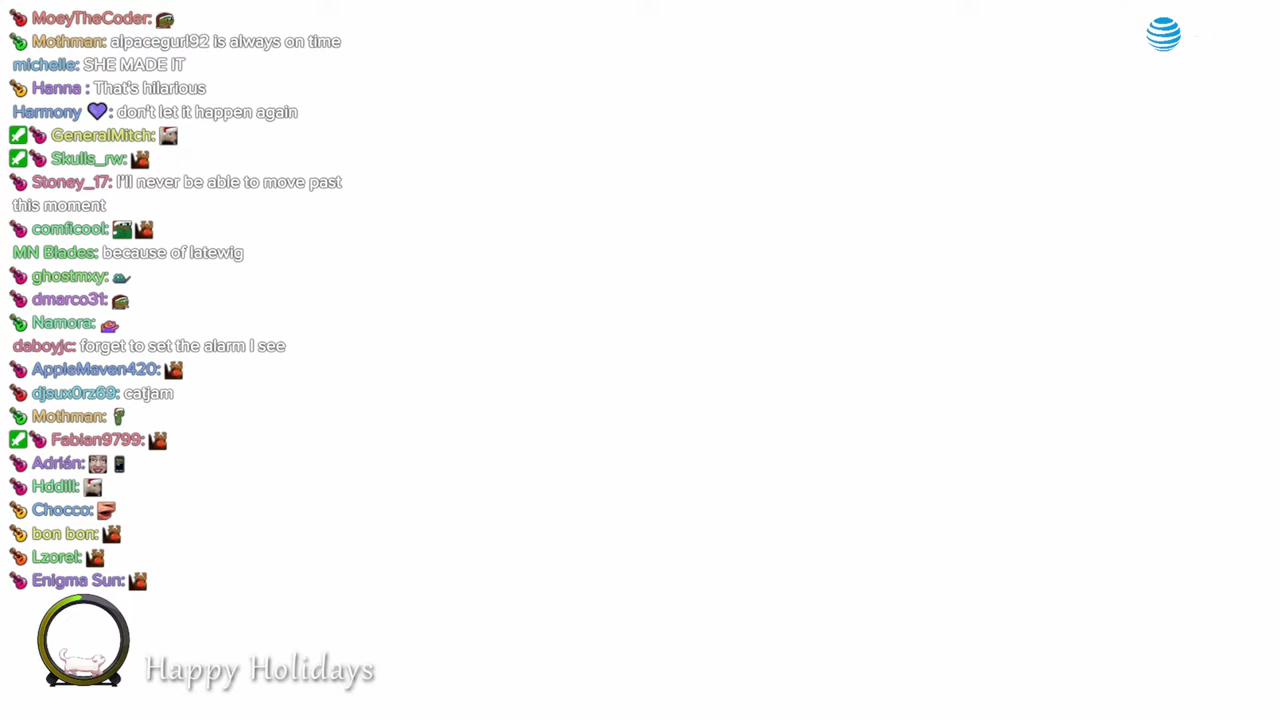 MoeyTheCoder:
Mothman: alpacegurl92 is always on time
michelle: SHE MADE IT
Hanna : That's hilarious
Harmony 💜: don't let it happen again
GeneralMitch:
Skulls_rw:
Stoney_17: I'll never be able to move past
this moment
comficool:
MN Blades: because of latewig
ghostmxy:
dmarco31:
Namora:
daboyjc: forget to set the alarm I see
AppleMaven420:
djsux0rz69: catjam
Mothman:
Fabian9799:
Adrián:
Hddill:
Chocco:
bon bon:
Lzorel:
Enigma Sun:
Happy Holidays